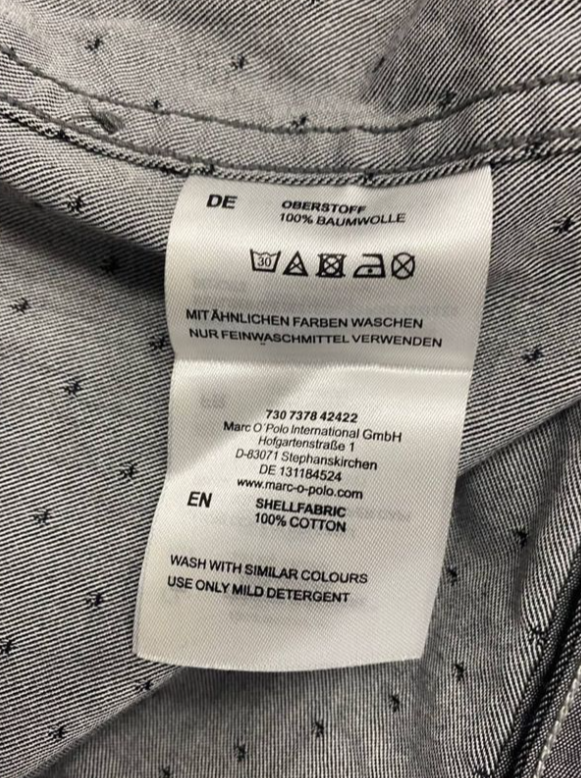 DE OBERSTOFF
100% BAUMWOLLE
30
MIT ÄHNLICHEN FARBEN WASCHEN
NUR FEINWASCHMITTEL VERWENDEN
730 7378 42422
Marc O'Polo International GmbH
Hofgartenstraße 1
D-83071 Stephanskirchen
DE 131184524
www.marc-o-polo.com
EN SHELLFABRIC
100% COTTON
WASH WITH SIMILAR COLOURS
USE ONLY MILD DETERGENT